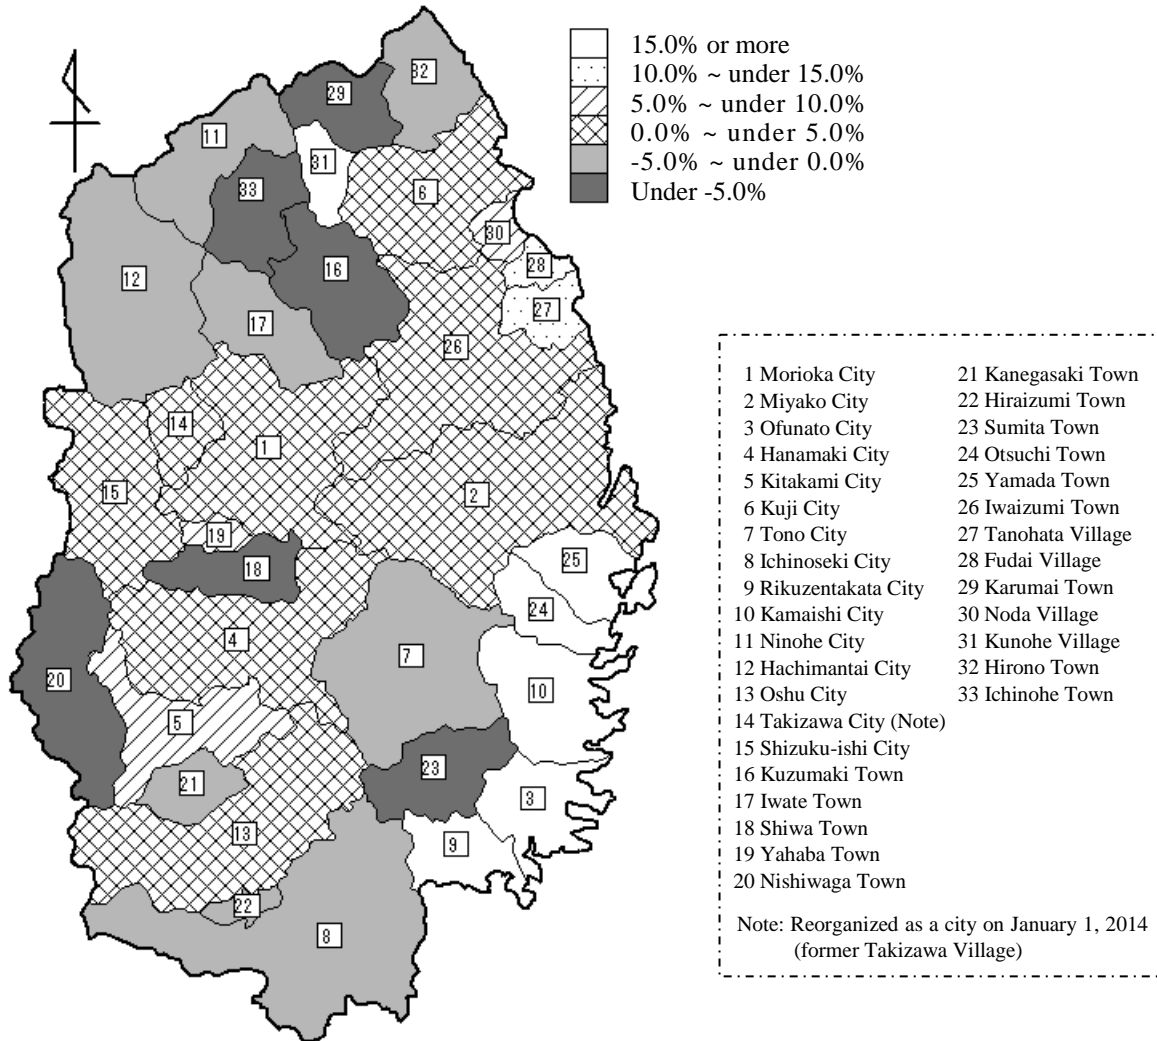 15.0% or more
10.0% ~ under 15.0%
5.0% ~ under 10.0%
0.0% ~ under 5.0%
-5.0% ~ under 0.0%
Under -5.0%
32
29
11
31
33
6
30
16
28
12
27
17
26
14
1
15
2
19
25
18
24
4
7
20
10
5
23
21
3
13
9
22
8
1 Morioka City
2 Miyako City
3 Ofunato City
4 Hanamaki City
5 Kitakami City
6 Kuji City
7 Tono City
8 Ichinoseki City
9 Rikuzentakata City
10 Kamaishi City
11 Ninohe City
12 Hachimantai City
13 Oshu City
14 Takizawa City (Note)
15 Shizuku-ishi City
16 Kuzumaki Town
17 Iwate Town
18 Shiwa Town
19 Yahaba Town
20 Nishiwaga Town
21 Kanegasaki Town
22 Hiraizumi Town
23 Sumita Town
24 Otsuchi Town
25 Yamada Town
26 Iwaizumi Town
27 Tanohata Village
28 Fudai Village
29 Karumai Town
30 Noda Village
31 Kunohe Village
32 Hirono Town
33 Ichinohe Town
Note: Reorganized as a city on January 1, 2014
(former Takizawa Village)